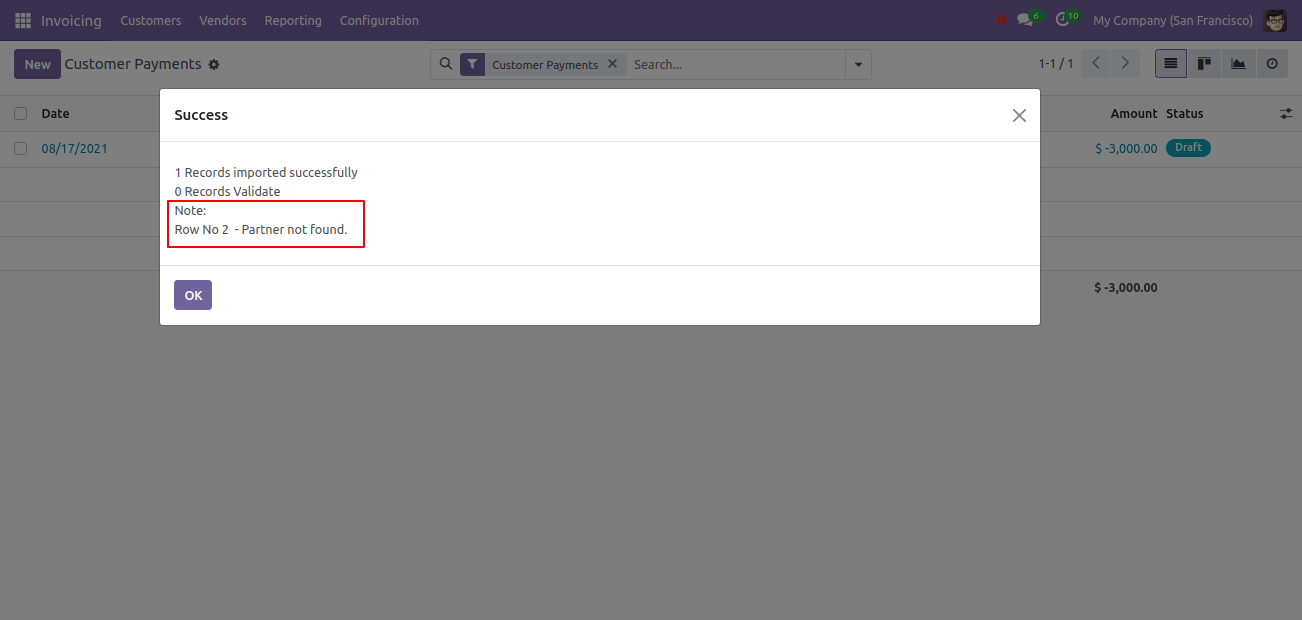 Invoicing Customers Vendors Reporting Configuration 6 10 My Company (San Francisco)
New Customer Payments Customer Payments Search... 1-1 / 1
Date Amount Status
08/17/2021 $ -3,000.00 Draft
$ -3,000.00
Success
1 Records imported successfully
0 Records Validate
Note:
Row No 2 - Partner not found.
OK